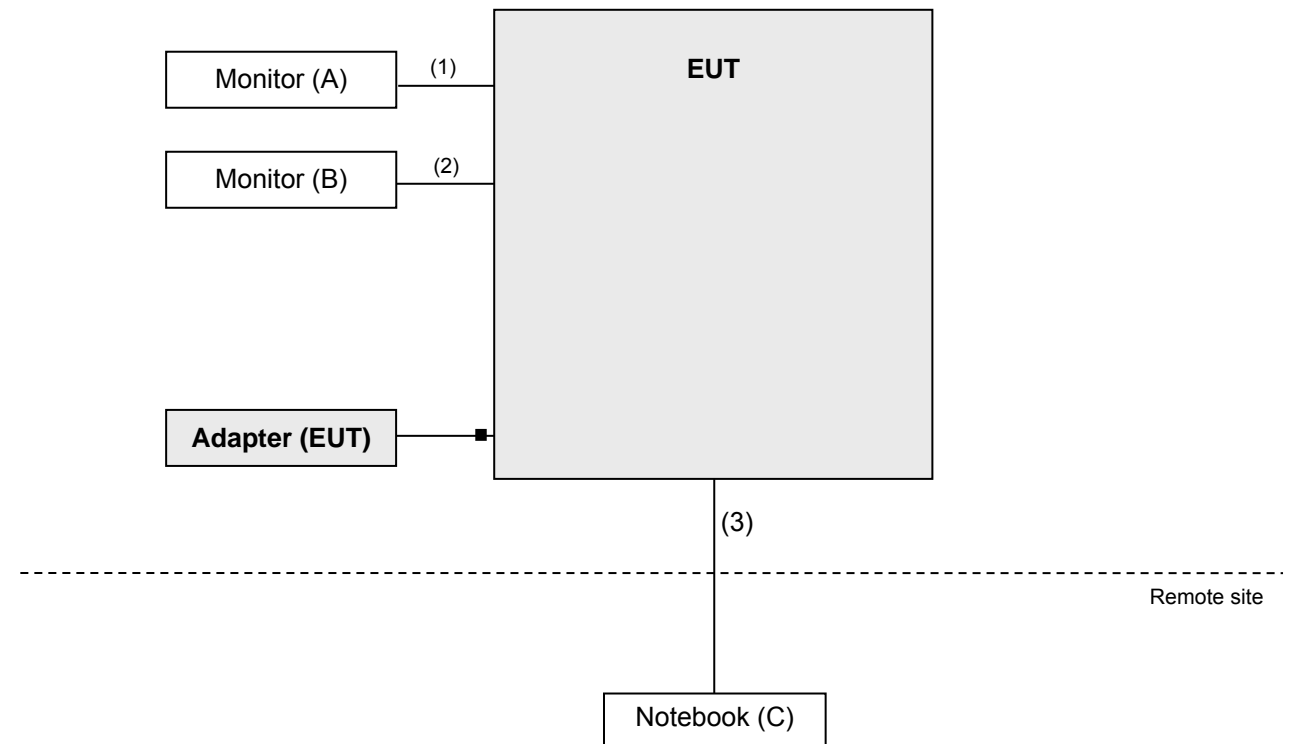 EUT
Monitor (A)
(1)
Monitor (B)
(2)
Adapter (EUT)
(3)
Remote site
Notebook (C)